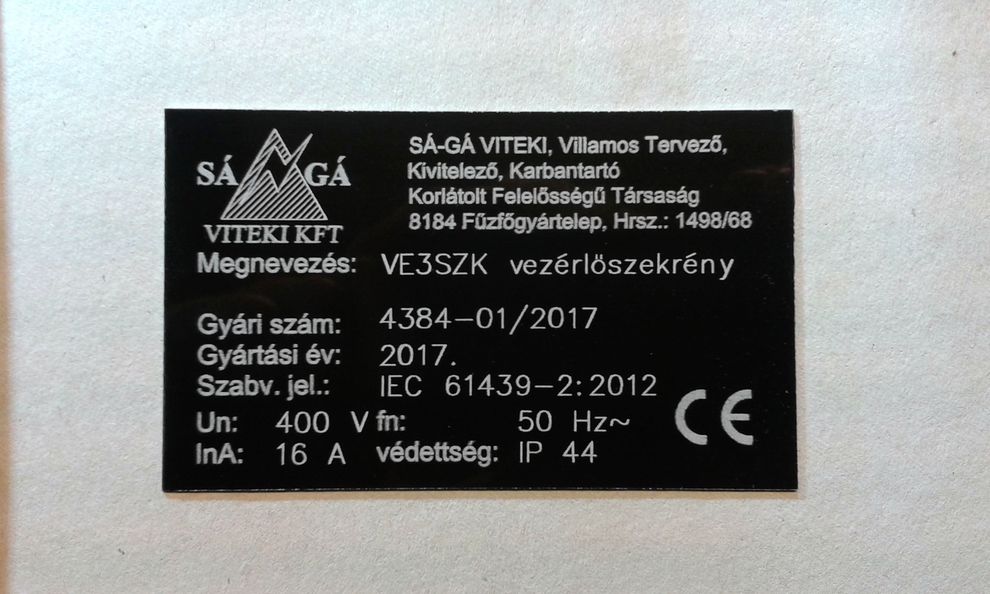 SÁ GÁ
VITEKI KFT
SÁ-GÁ VITEKI, Villamos Tervező,
Kivitelező, Karbantartó
Korlátolt Felelősségű Társaság
8184 Fűzfőgyártelep, Hrsz.: 1498/68
Megnevezés: VE3SZK vezérlőszekrény
Gyári szám: 4384-01/2017
Gyártási év: 2017.
Szabv. jel.: IEC 61439-2:2012
Un: 400 V fn: 50 Hz~
InA: 16 A védettség: IP 44
CE